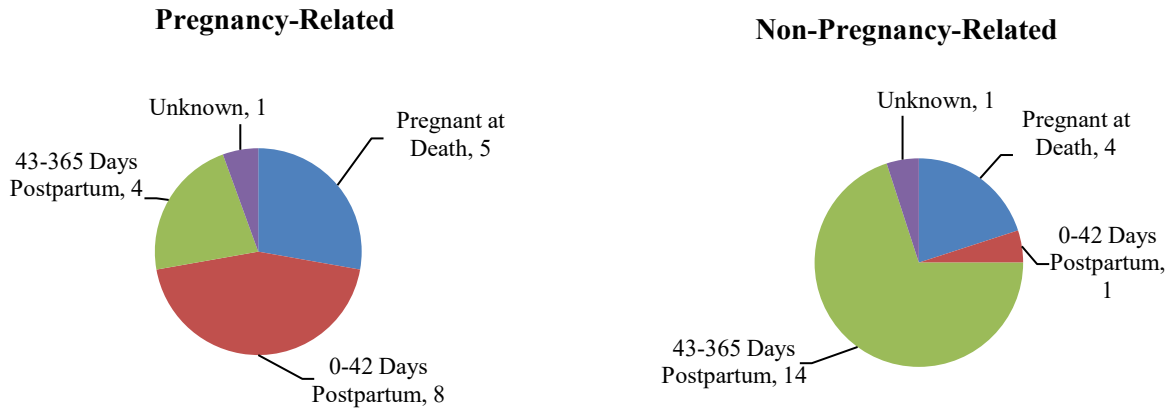 Pregnancy-Related
Unknown, 1
Pregnant at
Death, 5
43-365 Days
Postpartum, 4
0-42 Days
Postpartum, 8
Non-Pregnancy-Related
Unknown, 1
Pregnant at
Death, 4
0-42 Days
Postpartum,
1
43-365 Days
Postpartum, 14